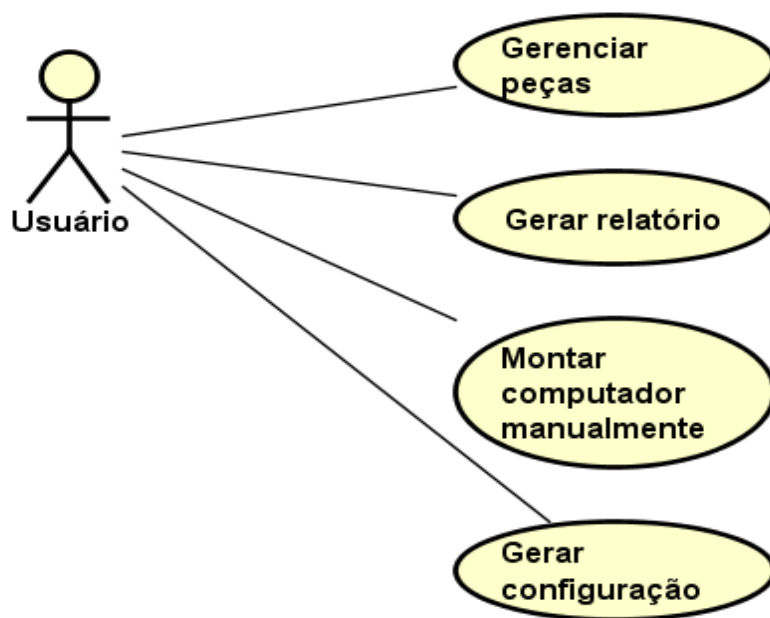 Gerenciar
peças
Usuário
Gerar relatório
Montar
computador
manualmente
Gerar
configuração